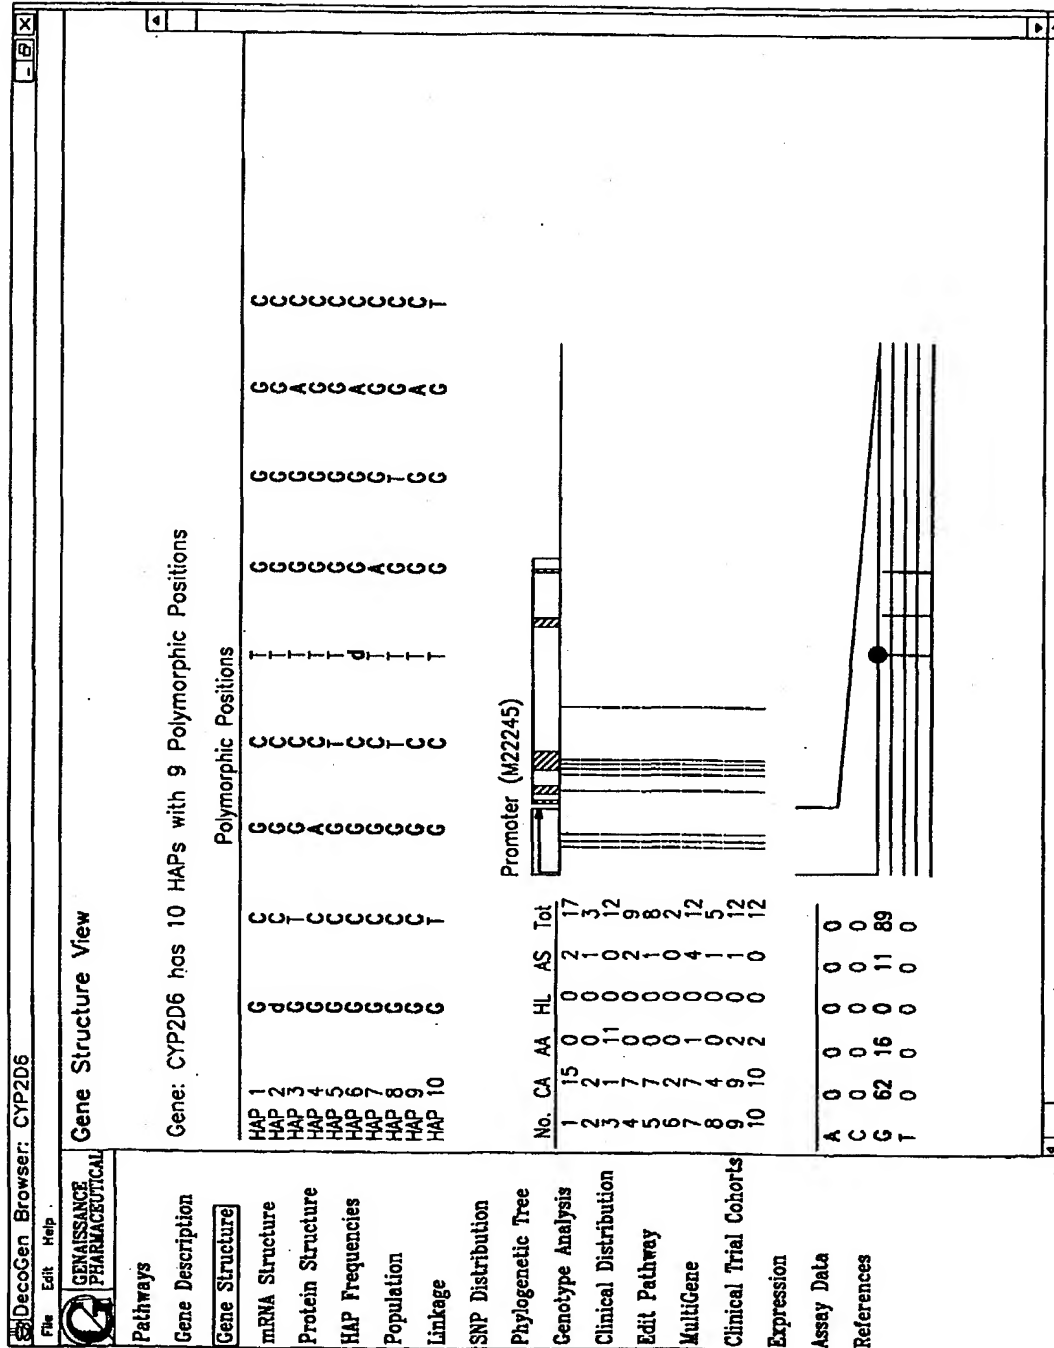 DecoGen Browser: CYP2D6
File Edit Help
GENAISSANCE
PHARMACEUTICAL
Pathways
Gene Description
Gene Structure
mRNA Structure
Protein Structure
HAP Frequencies
Population
Linkage
SNP Distribution
Phylogenetic Tree
Genotype Analysis
Clinical Distribution
Edit Pathway
MultiGene
Clinical Trial Cohorts
Expression
Assay Data
References
Gene Structure View
Gene: CYP2D6 has 10 HAPs with 9 Polymorphic Positions
Polymorphic Positions
HAP 1 G C G C T G G G C
HAP 2 d C G C T G G G C
HAP 3 G T G C T G G A C
HAP 4 G C A C T G G G C
HAP 5 G C G T T G G G C
HAP 6 G C G C d G G A C
HAP 7 G C G C T A G G C
HAP 8 G C G T T G T G C
HAP 9 G C G C T G G A C
HAP 10 G T G C T G G G T
Promoter (M22245)
No. CA AA HL AS Tot
1 15 0 0 2 17
2 2 0 0 1 3
3 1 11 0 0 12
4 7 0 0 2 9
5 7 0 0 1 8
6 2 0 0 0 2
7 7 1 0 4 12
8 4 0 0 1 5
9 9 2 0 1 12
10 10 2 0 0 12
A 0 0 0 0 0
C 0 0 0 0 0
G 62 16 0 11 89
T 0 0 0 0 0